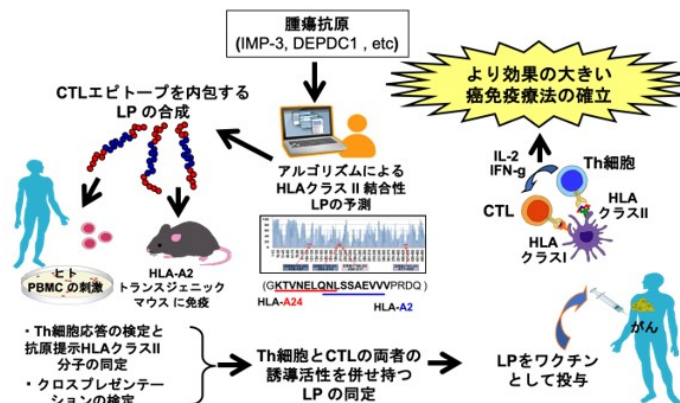 腫瘍抗原
(IMP-3, DEPDC1 , etc)
より効果の大きい
癌免疫療法の確立
CTLエピトープを内包する
LP の合成
アルゴリズムによる
HLAクラス II 結合性
LPの予測
IL-2
IFN-g
Th細胞
CTL
HLA
クラスII
HLA
クラスI
ヒト
PBMC の刺激
HLA-A2
トランスジェニック
マウス に免疫
(GKTVNELQNLSSAEVVVPRDQ )
HLA-A24
HLA-A2
・Th細胞応答の検定と
抗原提示HLAクラスII
分子の同定
・クロスプレゼンテー
ションの検定
Th細胞とCTLの両者の
誘導活性を併せ持つ
LP の同定
LPをワクチン
として投与
がん